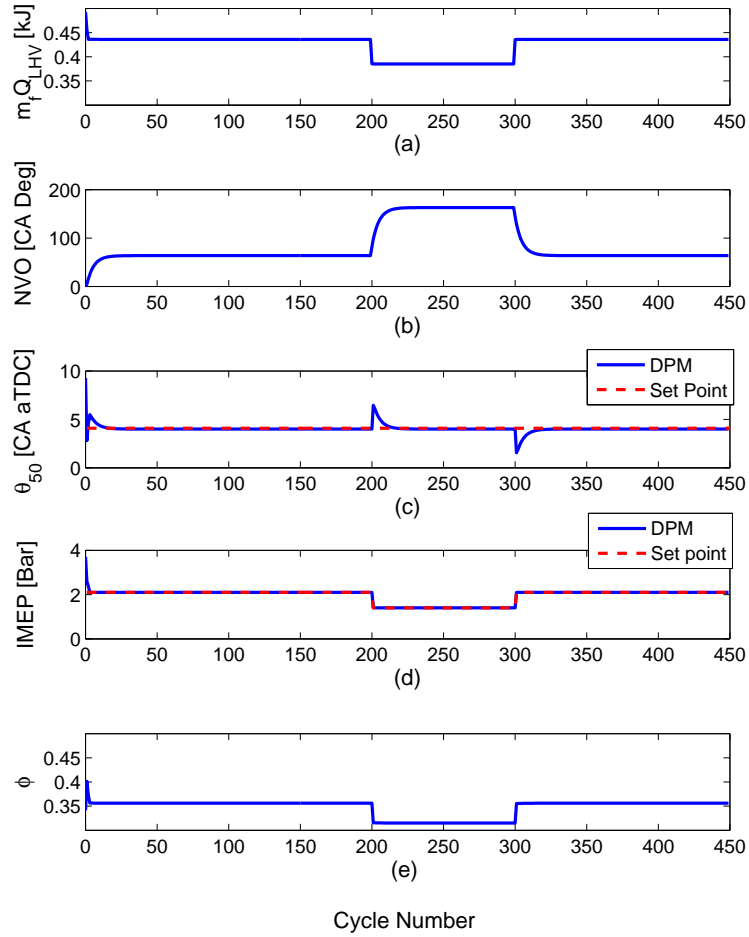 m_f Q_LHV [kJ]
0.45
0.4
0.35
0 50 100 150 200 250 300 350 400 450
(a)
NVO [CA Deg]
200
100
0
0 50 100 150 200 250 300 350 400 450
(b)
θ_50 [CA aTDC]
10
5
0
DPM
Set Point
0 50 100 150 200 250 300 350 400 450
(c)
IMEP [Bar]
4
2
0
DPM
Set point
0 50 100 150 200 250 300 350 400 450
(d)
ϕ
0.45
0.4
0.35
0 50 100 150 200 250 300 350 400 450
(e)
Cycle Number